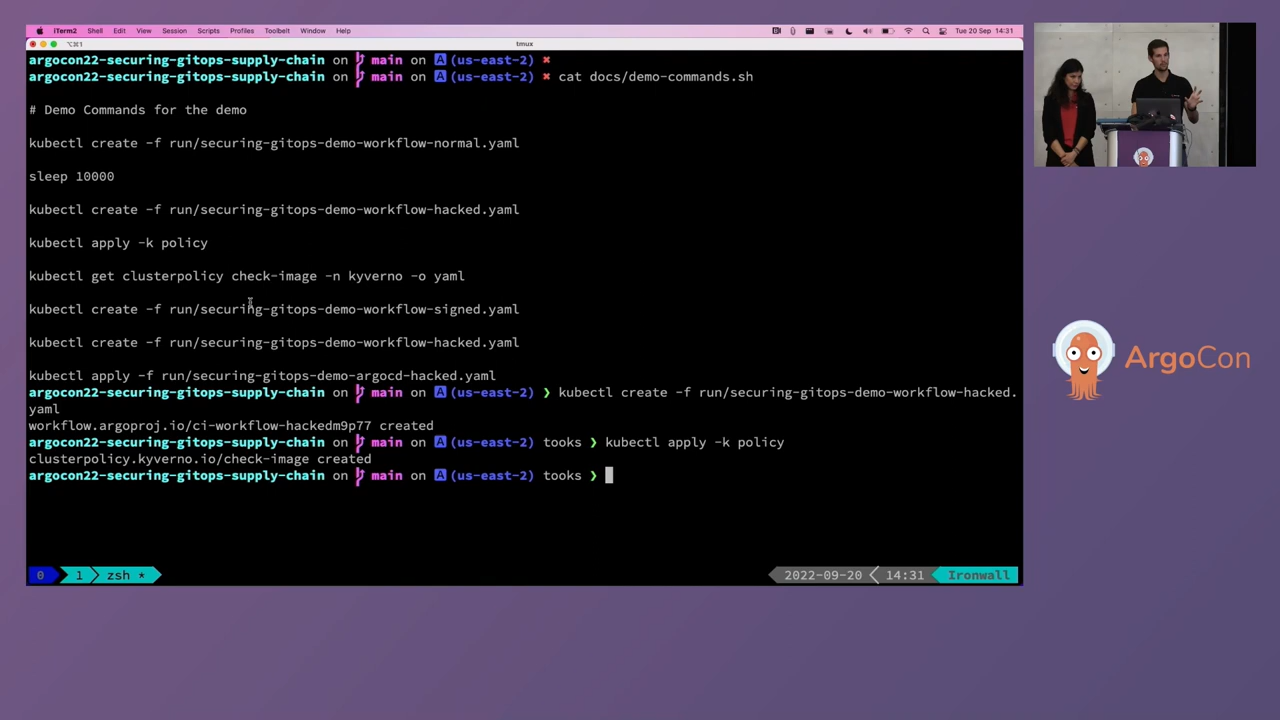 iTerm2 Shell Edit View Session Scripts Profiles Toolbelt Window Help Tue 20 Sep 14:31
⌥⌘1 tmux
argocon22-securing-gitops-supply-chain on main on A (us-east-2) ✖
argocon22-securing-gitops-supply-chain on main on A (us-east-2) ✖ cat docs/demo-commands.sh
# Demo Commands for the demo
kubectl create -f run/securing-gitops-demo-workflow-normal.yaml
sleep 10000
kubectl create -f run/securing-gitops-demo-workflow-hacked.yaml
kubectl apply -k policy
kubectl get clusterpolicy check-image -n kyverno -o yaml
kubectl create -f run/securing-gitops-demo-workflow-signed.yaml
kubectl create -f run/securing-gitops-demo-workflow-hacked.yaml
kubectl apply -f run/securing-gitops-demo-argocd-hacked.yaml
argocon22-securing-gitops-supply-chain on main on A (us-east-2) ❯ kubectl create -f run/securing-gitops-demo-workflow-hacked.
yaml
workflow.argoproj.io/ci-workflow-hackedm9p77 created
argocon22-securing-gitops-supply-chain on main on A (us-east-2) tooks ❯ kubectl apply -k policy
clusterpolicy.kyverno.io/check-image created
argocon22-securing-gitops-supply-chain on main on A (us-east-2) tooks ❯
0 1 zsh * 2022-09-20 14:31 Ironwall
ArgoCon